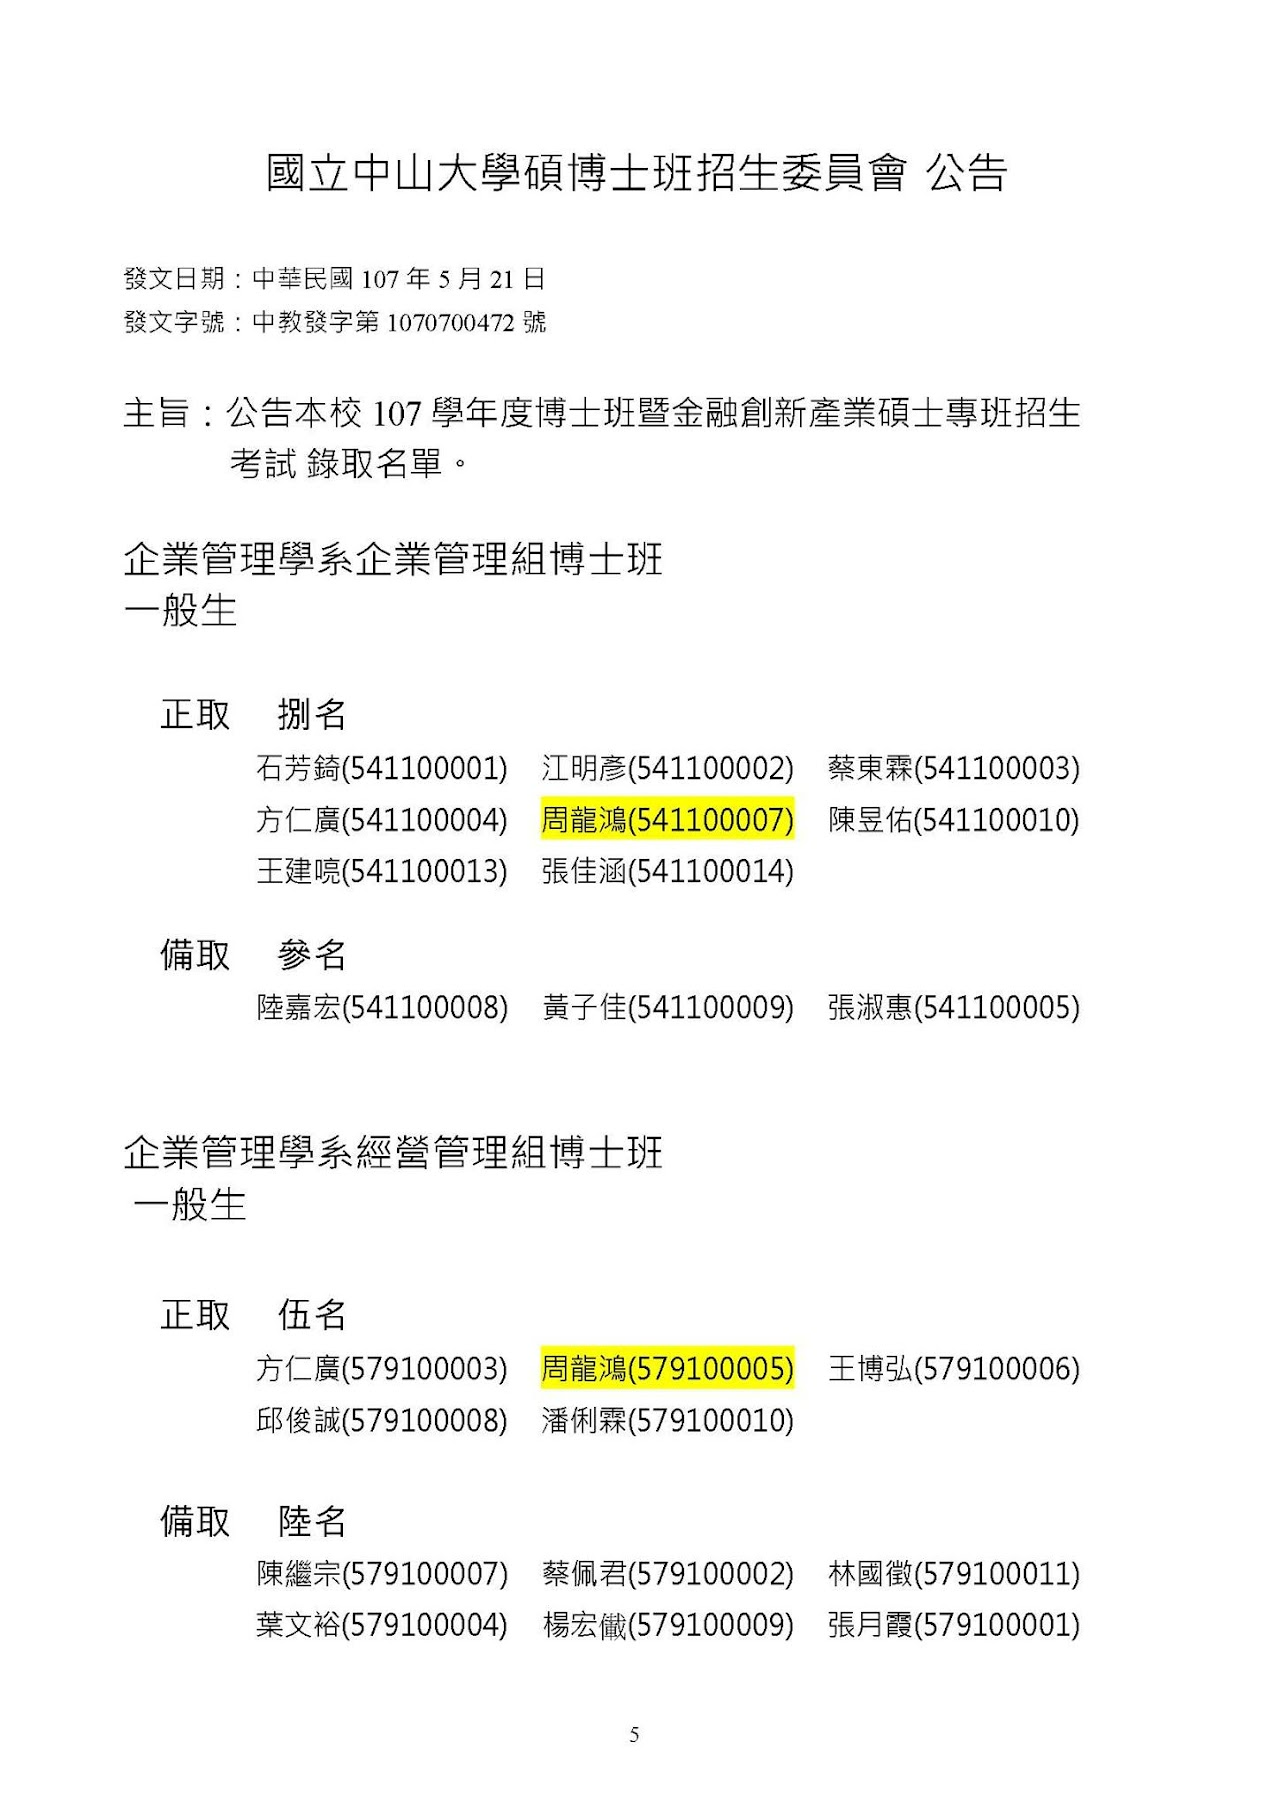 國立中山大學碩博士班招生委員會 公告
發文日期：中華民國 107 年 5 月 21 日
發文字號：中教發字第 1070700472 號
主旨：公告本校 107 學年度博士班暨金融創新產業碩士專班招生
考試 錄取名單。
企業管理學系企業管理組博士班
一般生
正取 捌名
石芳錡(541100001) 江明彥(541100002) 蔡東霖(541100003)
方仁廣(541100004) 周龍鴻(541100007) 陳昱佑(541100010)
王建喨(541100013) 張佳涵(541100014)
備取 參名
陸嘉宏(541100008) 黃子佳(541100009) 張淑惠(541100005)
企業管理學系經營管理組博士班
一般生
正取 伍名
方仁廣(579100003) 周龍鴻(579100005) 王博弘(579100006)
邱俊誠(579100008) 潘俐霖(579100010)
備取 陸名
陳繼宗(579100007) 蔡佩君(579100002) 林國徵(579100011)
葉文裕(579100004) 楊宏(579100009) 張月霞(579100001)
5